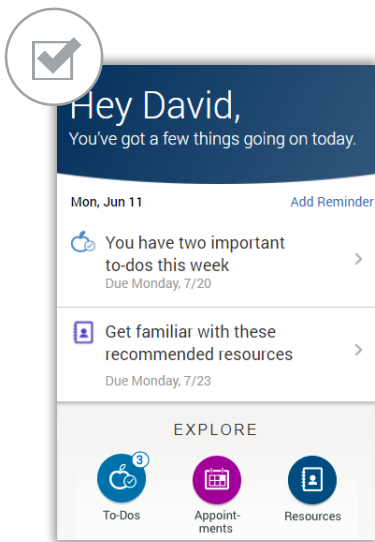 Hey David,
You've got a few things going on today.
Mon, Jun 11 Add Reminder
You have two important
to-dos this week
Due Monday, 7/20
Get familiar with these
recommended resources
Due Monday, 7/23
EXPLORE
3
To-Dos Appoint- Resources
ments